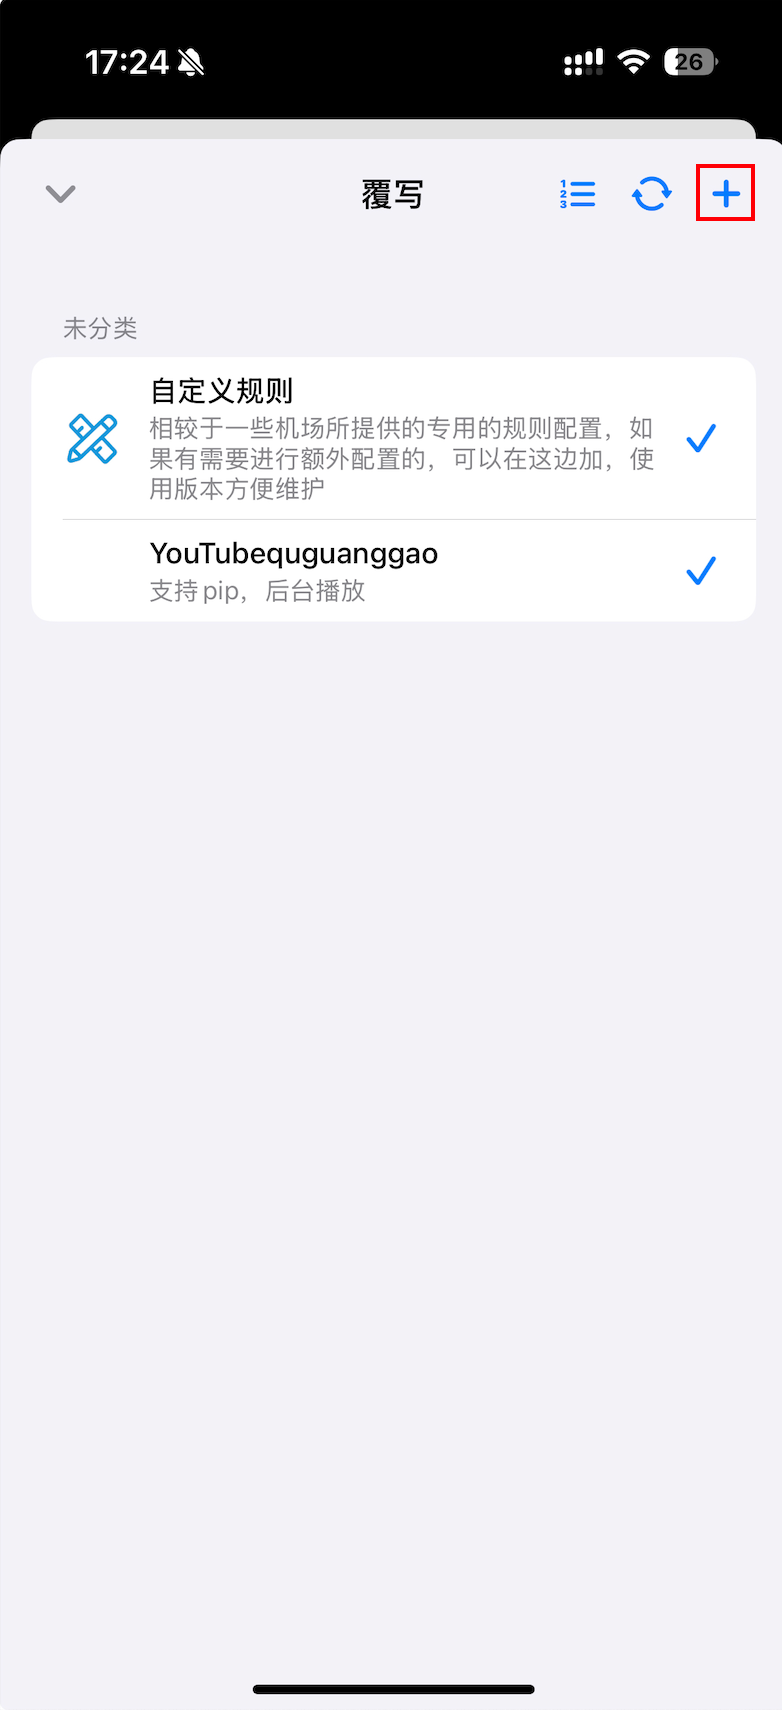 17:24
26
覆写
未分类
自定义规则
相较于一些机场所提供的专用的规则配置，如
果有需要进行额外配置的，可以在这边加，使
用版本方便维护
YouTubequguanggao
支持pip，后台播放